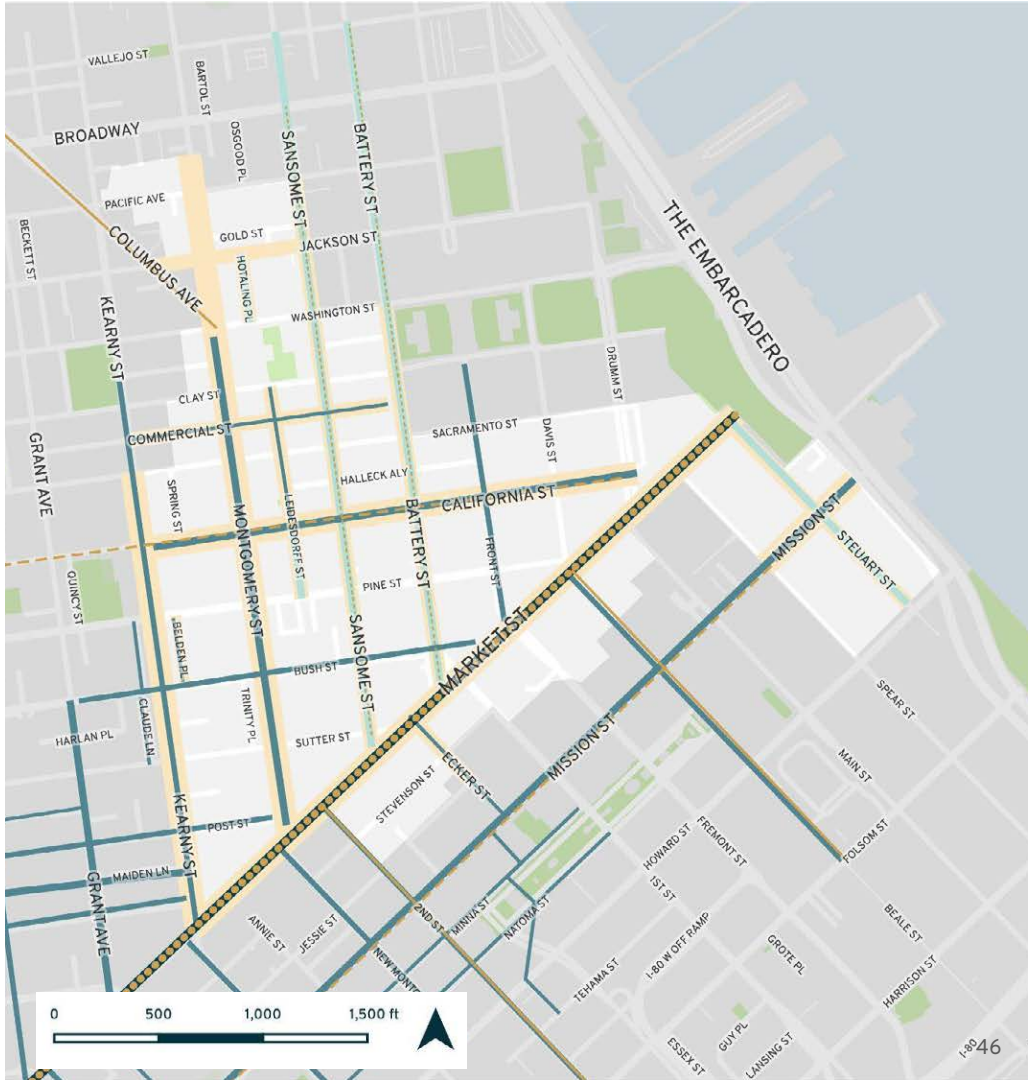 VALLEJO ST
BARTOL ST
BROADWAY
OSGOOD PL
SANSOME ST
BATTERY ST
PACIFIC AVE
BECKETT ST
COLUMBUS AVE
GOLD ST
JACKSON ST
HOTALING PL
THE EMBARCADERO
KEARNY ST
WASHINGTON ST
DRUMM ST
CLAY ST
COMMERCIAL ST
SACRAMENTO ST
DAVIS ST
GRANT AVE
SPRING ST
HALLECK ALY
LEIDESDORFF ST
CALIFORNIA ST
MONTGOMERY ST
BATTERY ST
FRONT ST
MISSION ST
STEUART ST
QUINCY ST
PINE ST
BELDEN PL
SANSOME ST
MARKET ST
BUSH ST
CLAUDE LN
TRINITY PL
HARLAN PL
SUTTER ST
SPEAR ST
MISSION ST
ECKER ST
STEVENSON ST
MAIN ST
KEARNY ST
POST ST
HOWARD ST
FREMONT ST
FOLSOM ST
MAIDEN LN
GRANT AVE
1ST ST
ANNIE ST
JESSIE ST
2ND ST
MINNA ST
NATOMA ST
BEALE ST
I-80 W OFF RAMP
GROTE PL
NEW MONTG
TEHAMA ST
HARRISON ST
0 500 1,000 1,500 ft
ESSEX ST
GUY PL
LANSING ST
I-80
46